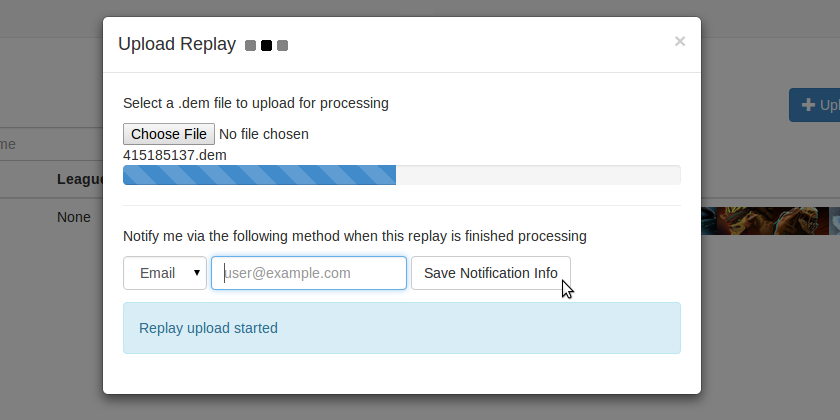 Upload Replay
×
Select a .dem file to upload for processing
Choose File No file chosen
415185137.dem
Notify me via the following method when this replay is finished processing
Email user@example.com Save Notification Info
Replay upload started
Upl
me
League
None